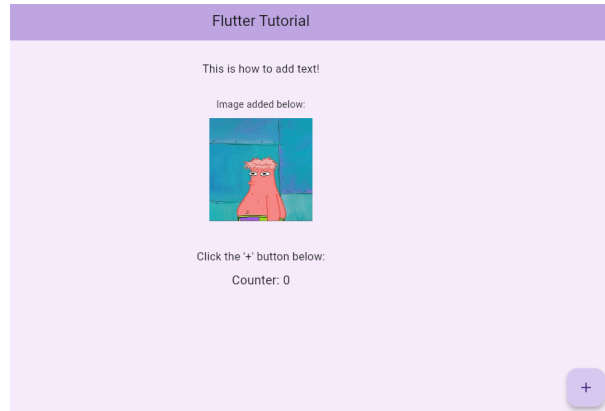 Flutter Tutorial
This is how to add text!
Image added below:
Click the '+' button below:
Counter: 0
+